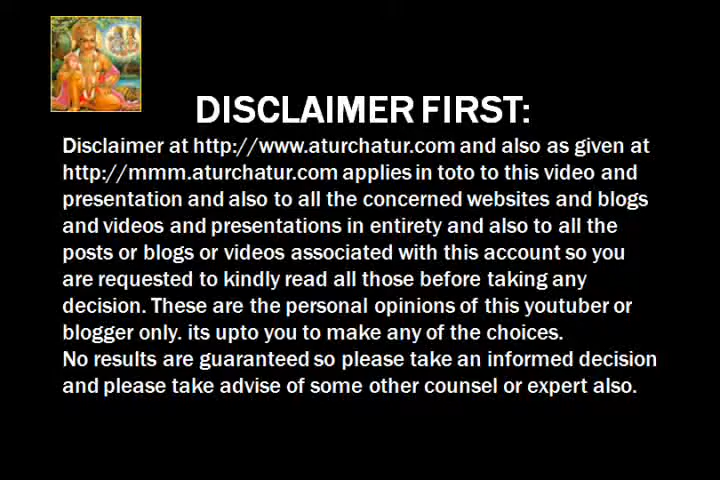 DISCLAIMER FIRST:
Disclaimer at http://www.aturchatur.com and also as given at
http://mmm.aturchatur.com applies in toto to this video and
presentation and also to all the concerned websites and blogs
and videos and presentations in entirety and also to all the
posts or blogs or videos associated with this account so you
are requested to kindly read all those before taking any
decision. These are the personal opinions of this youtuber or
blogger only. its upto you to make any of the choices.
No results are guaranteed so please take an informed decision
and please take advise of some other counsel or expert also.